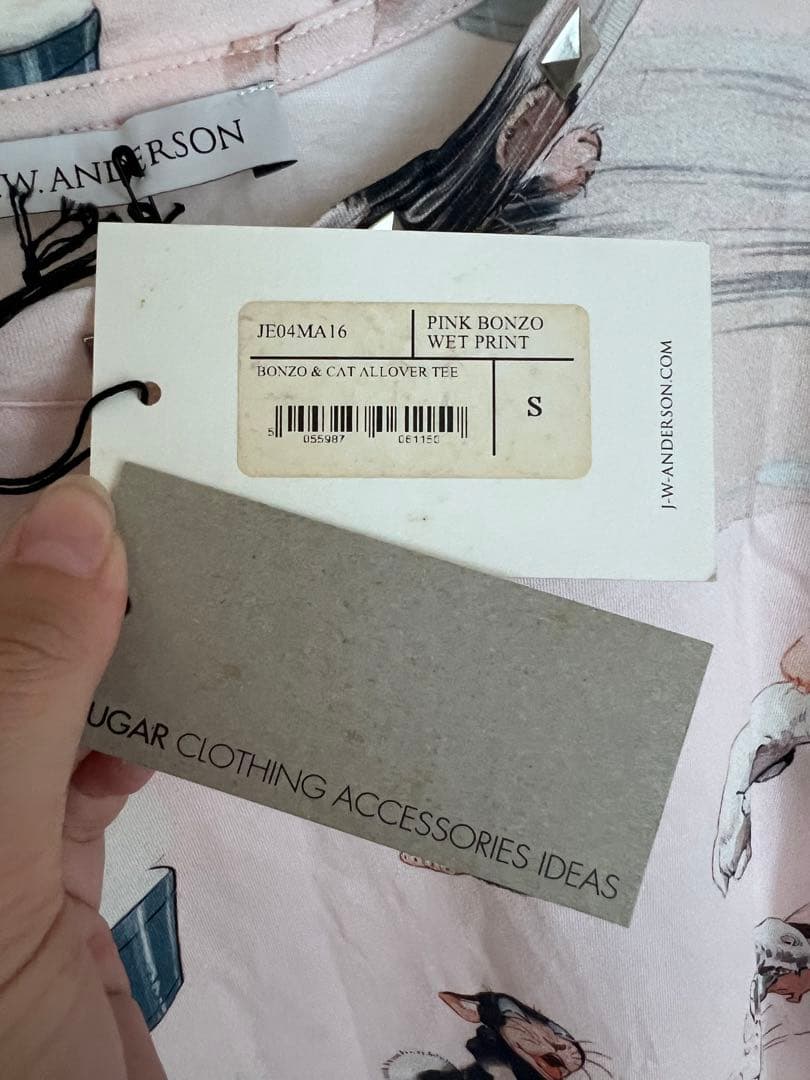 .W. ANDERSON
JE04MA16
PINK BONZO
WET PRINT
BONZO & CAT ALLOVER TEE
S
5 055987 061150
J-W-ANDERSON.COM
UGAR CLOTHING ACCESSORIES IDEAS